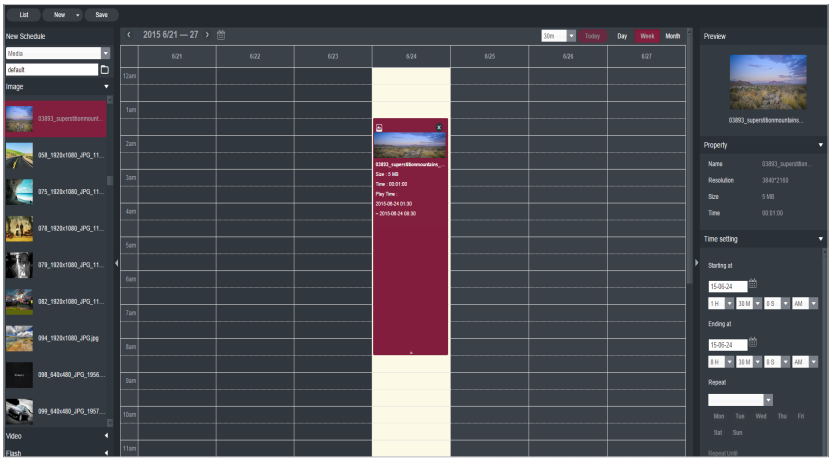 List New Save
New Schedule
Media
default
Image
03893_superstitionmount...
058_1920x1080_JPG_11...
075_1920x1080_JPG_11...
078_1920x1080_JPG_11...
079_1920x1080_JPG_11...
082_1920x1080_JPG_11...
094_1920x1080_JPG.jpg
098_640x480_JPG_1956...
099_640x480_JPG_1957...
Video
Flash
2015 6/21 — 27
30m Today Day Week Month
6/21 6/22 6/23 6/24 6/25 6/26 6/27
12am
1am
2am
3am
4am
5am
6am
7am
8am
9am
10am
11am
X
03893_superstitionmountains_...
Size : 5 MB
Time : 00:01:00
Play Time :
2015-06-24 01:30
~ 2015-06-24 08:30
Preview
03893_superstitionmountains...
Property
Name 03893_superstition...
Resolution 3840*2160
Size 5 MB
Time 00:01:00
Time setting
Starting at
15-06-24
1 H 30 M 0 S AM
Ending at
15-06-24
8 H 30 M 0 S AM
Repeat
Mon Tue Wed Thu Fri
Sat Sun
Repeat Until